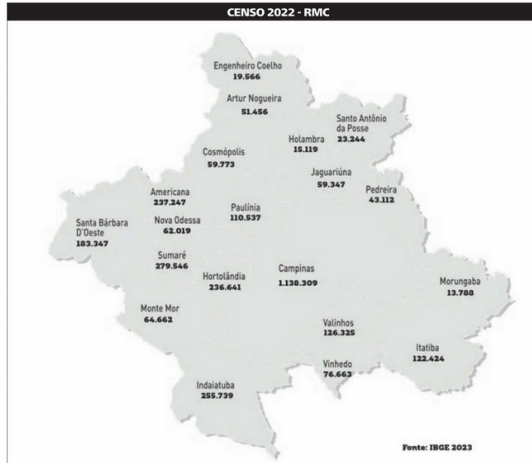 CENSO 2022 - RMC
Engenheiro Coelho
19.566
Artur Nogueira
51.456
Santo Antônio
da Posse
23.244
Holambra
15.119
Cosmópolis
59.773
Jaguariúna
59.347
Pedreira
43.112
Americana
237.247
Paulínia
110.537
Nova Odessa
62.019
Santa Bárbara
D'Oeste
183.347
Sumaré
279.546
Hortolândia
236.641
Campinas
1.138.309
Morungaba
13.788
Monte Mor
64.662
Valinhos
126.325
Itatiba
122.424
Vinhedo
76.663
Indaiatuba
255.739
Fonte: IBGE 2023